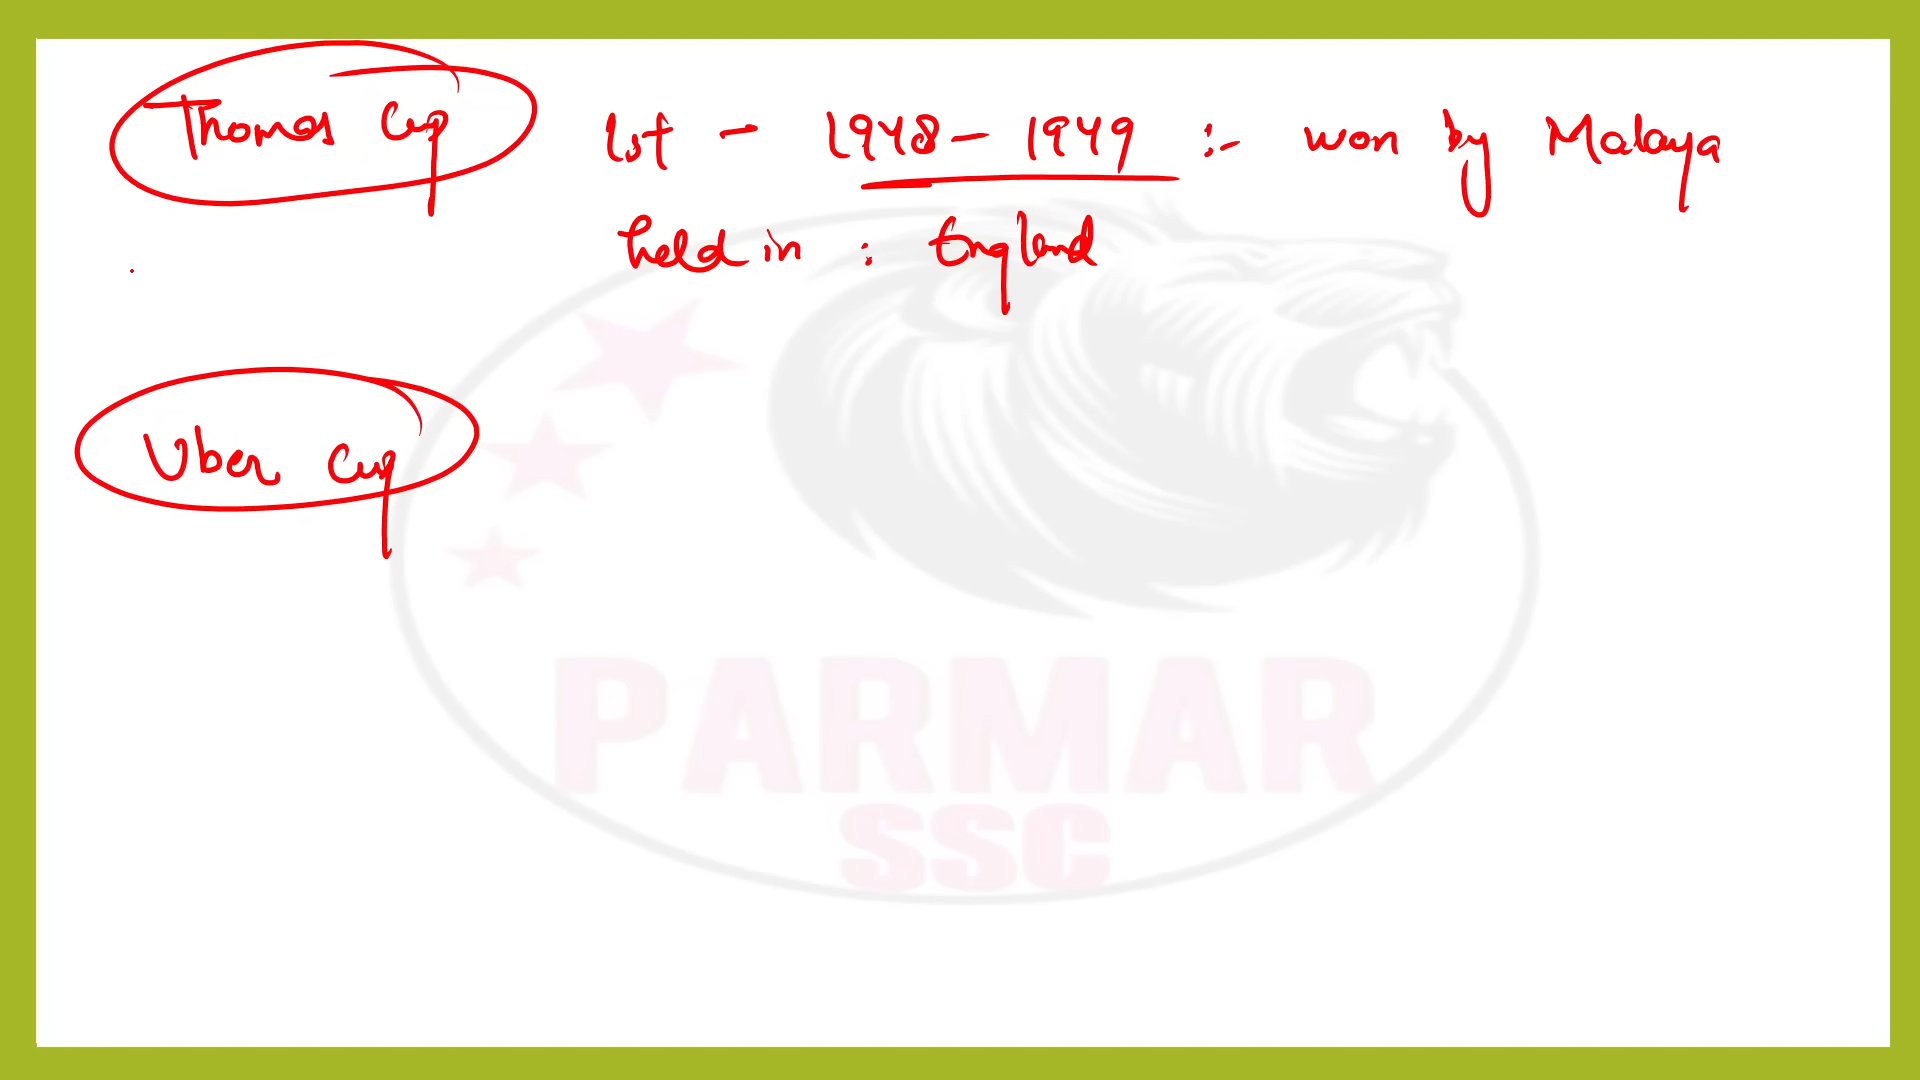 Thomas Cup 1st - 1948 - 1949 :- won by Malaya
held in : England
Uber Cup
PARMAR
SSC